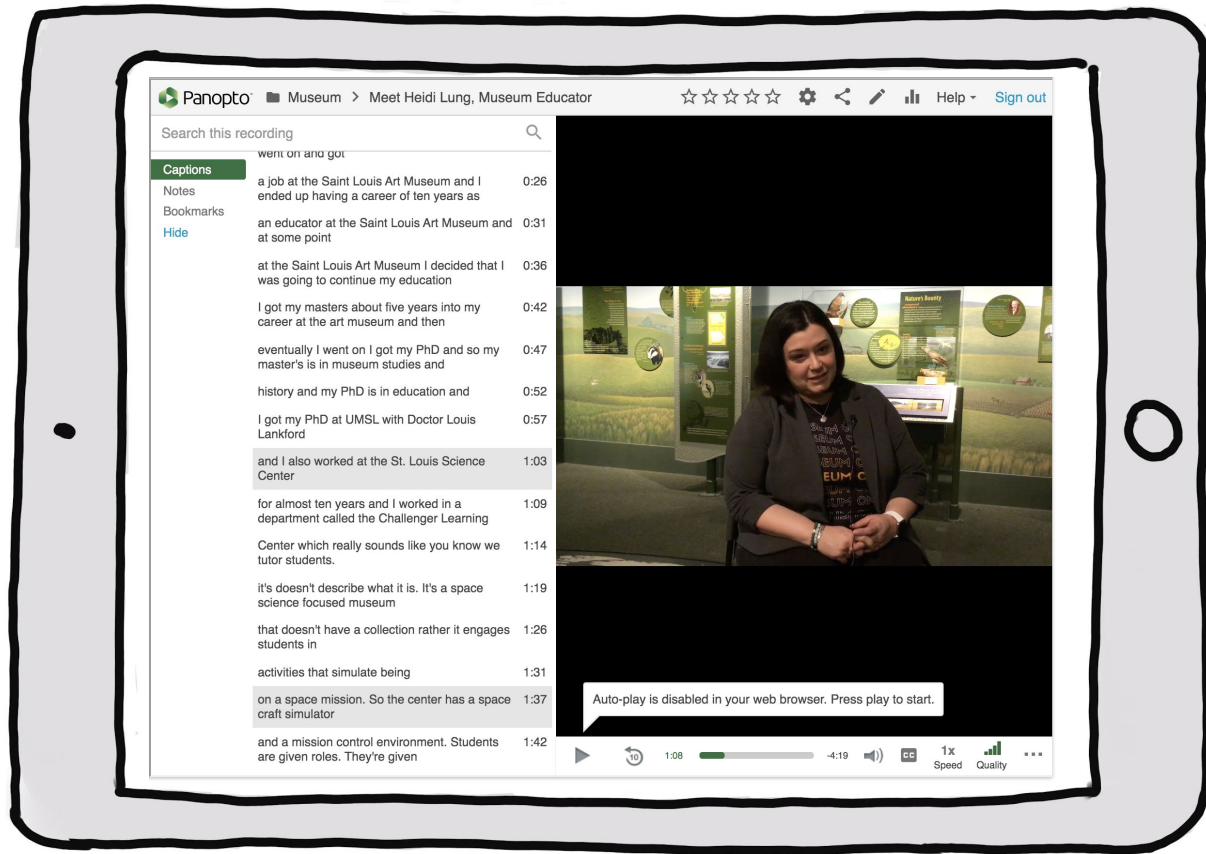 Panopto Museum > Meet Heidi Lung, Museum Educator Help Sign out
Search this recording
Captions
Notes
Bookmarks
Hide
went on and got
a job at the Saint Louis Art Museum and I 0:26
ended up having a career of ten years as
an educator at the Saint Louis Art Museum and 0:31
at some point
at the Saint Louis Art Museum I decided that I 0:36
was going to continue my education
I got my masters about five years into my 0:42
career at the art museum and then
eventually I went on I got my PhD and so my 0:47
master's is in museum studies and
history and my PhD is in education and 0:52
I got my PhD at UMSL with Doctor Louis 0:57
Lankford
and I also worked at the St. Louis Science 1:03
Center
for almost ten years and I worked in a 1:09
department called the Challenger Learning
Center which really sounds like you know we 1:14
tutor students.
it's doesn't describe what it is. It's a space 1:19
science focused museum
that doesn't have a collection rather it engages 1:26
students in
activities that simulate being 1:31
on a space mission. So the center has a space 1:37
craft simulator
and a mission control environment. Students 1:42
are given roles. They're given
Nature's Bounty
Auto-play is disabled in your web browser. Press play to start.
10 1:08 -4:19 CC 1x
Speed Quality